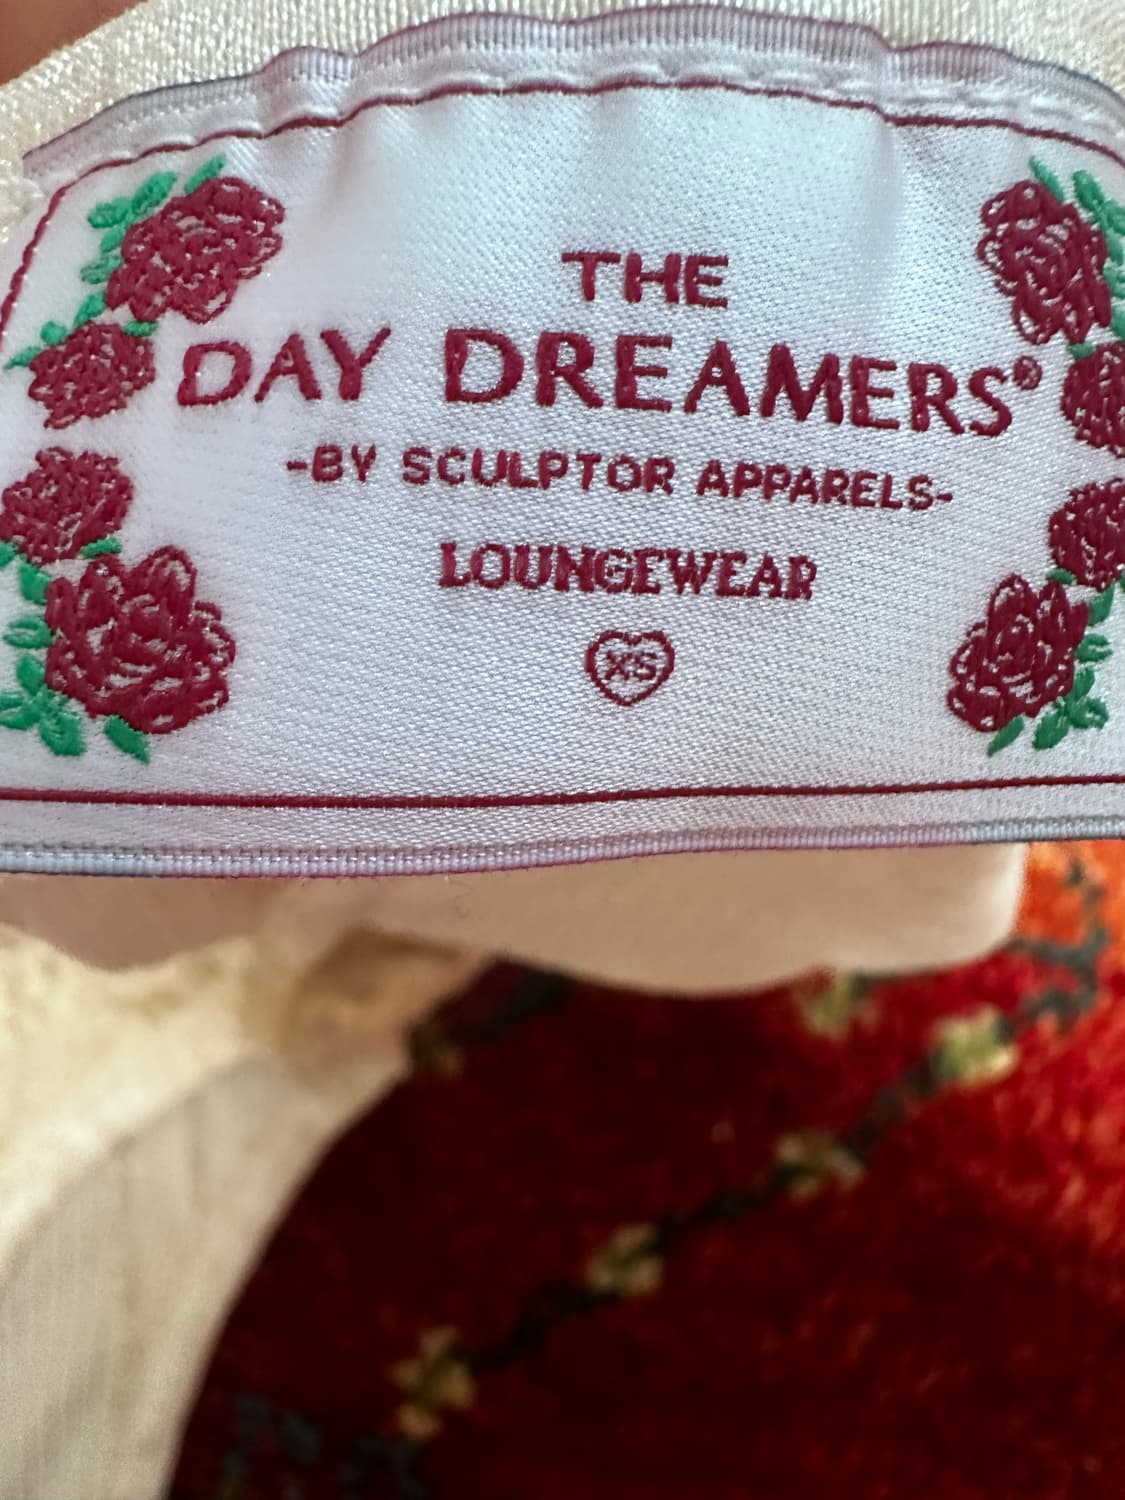 THE
DAY DREAMERS®
-BY SCULPTOR APPARELS-
LOUNGEWEAR
XS